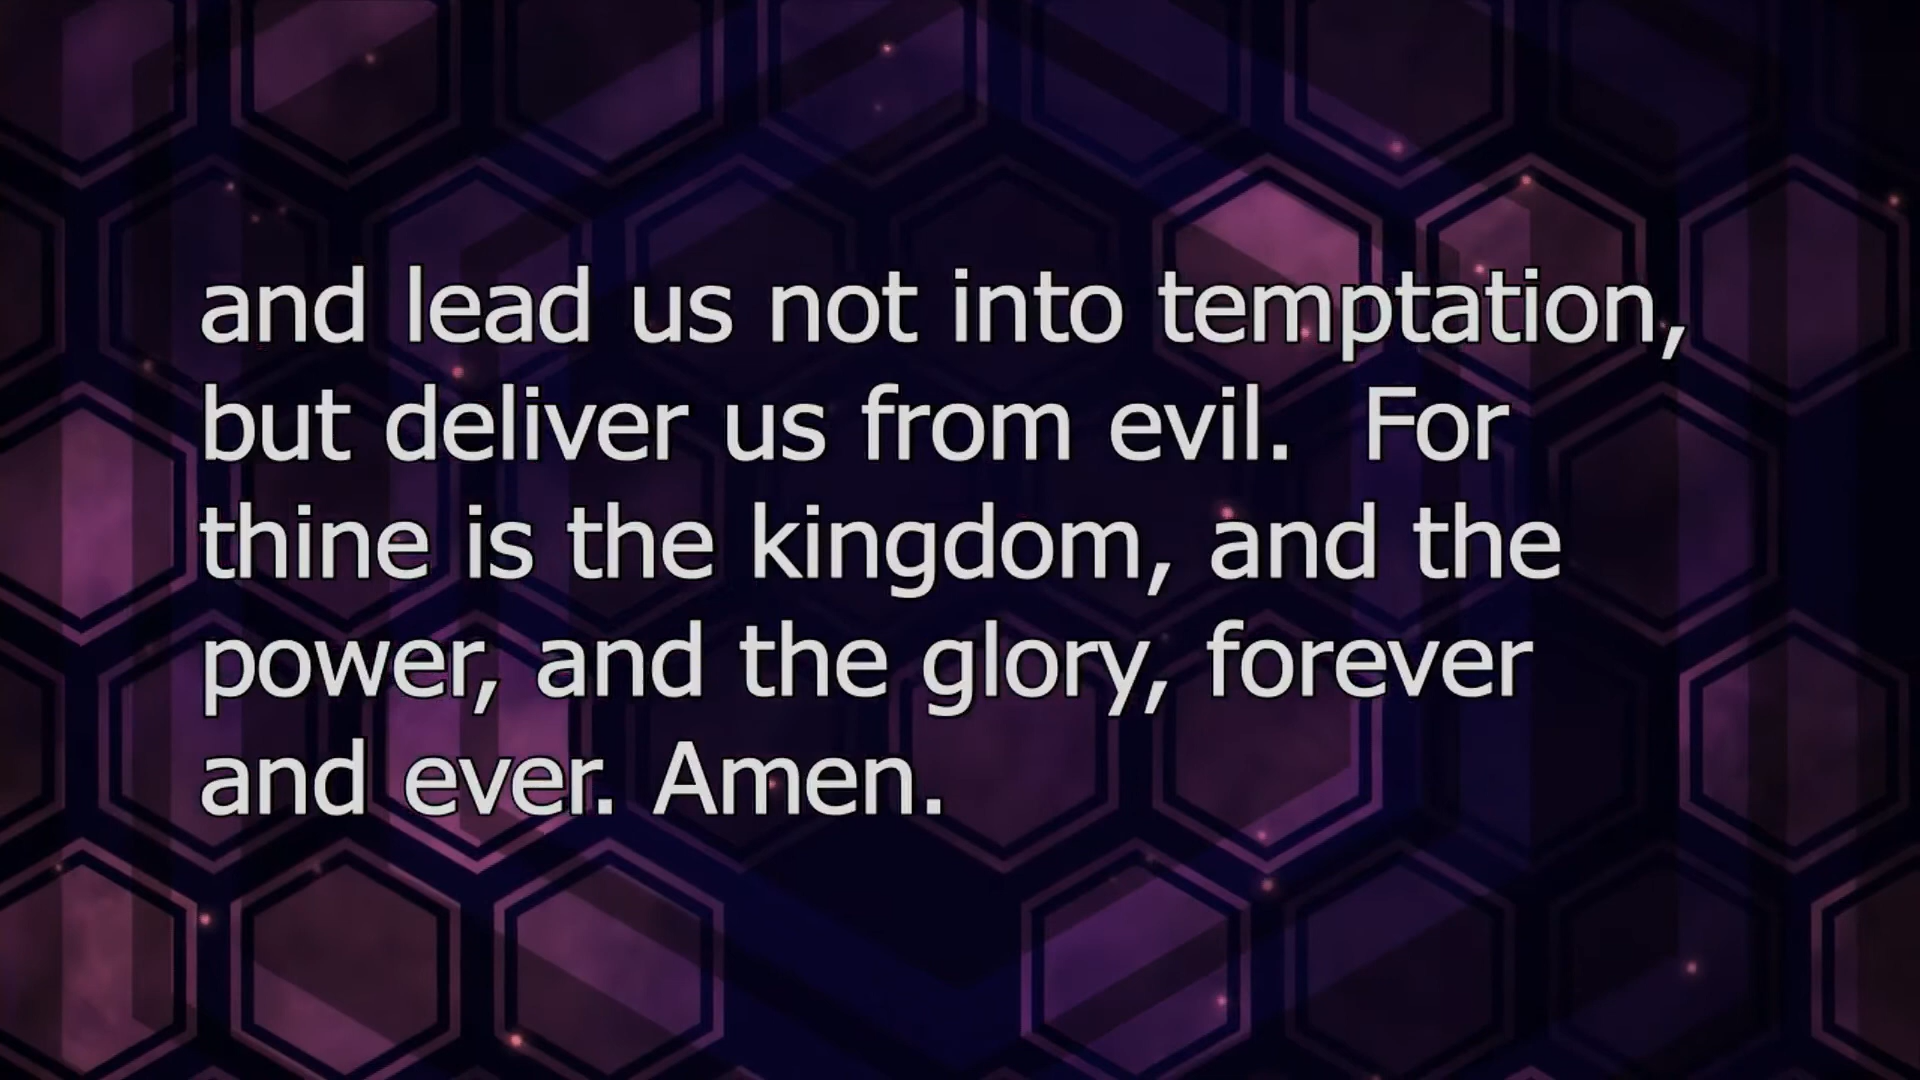 and lead us not into temptation,
but deliver us from evil.  For
thine is the kingdom, and the
power, and the glory, forever
and ever. Amen.